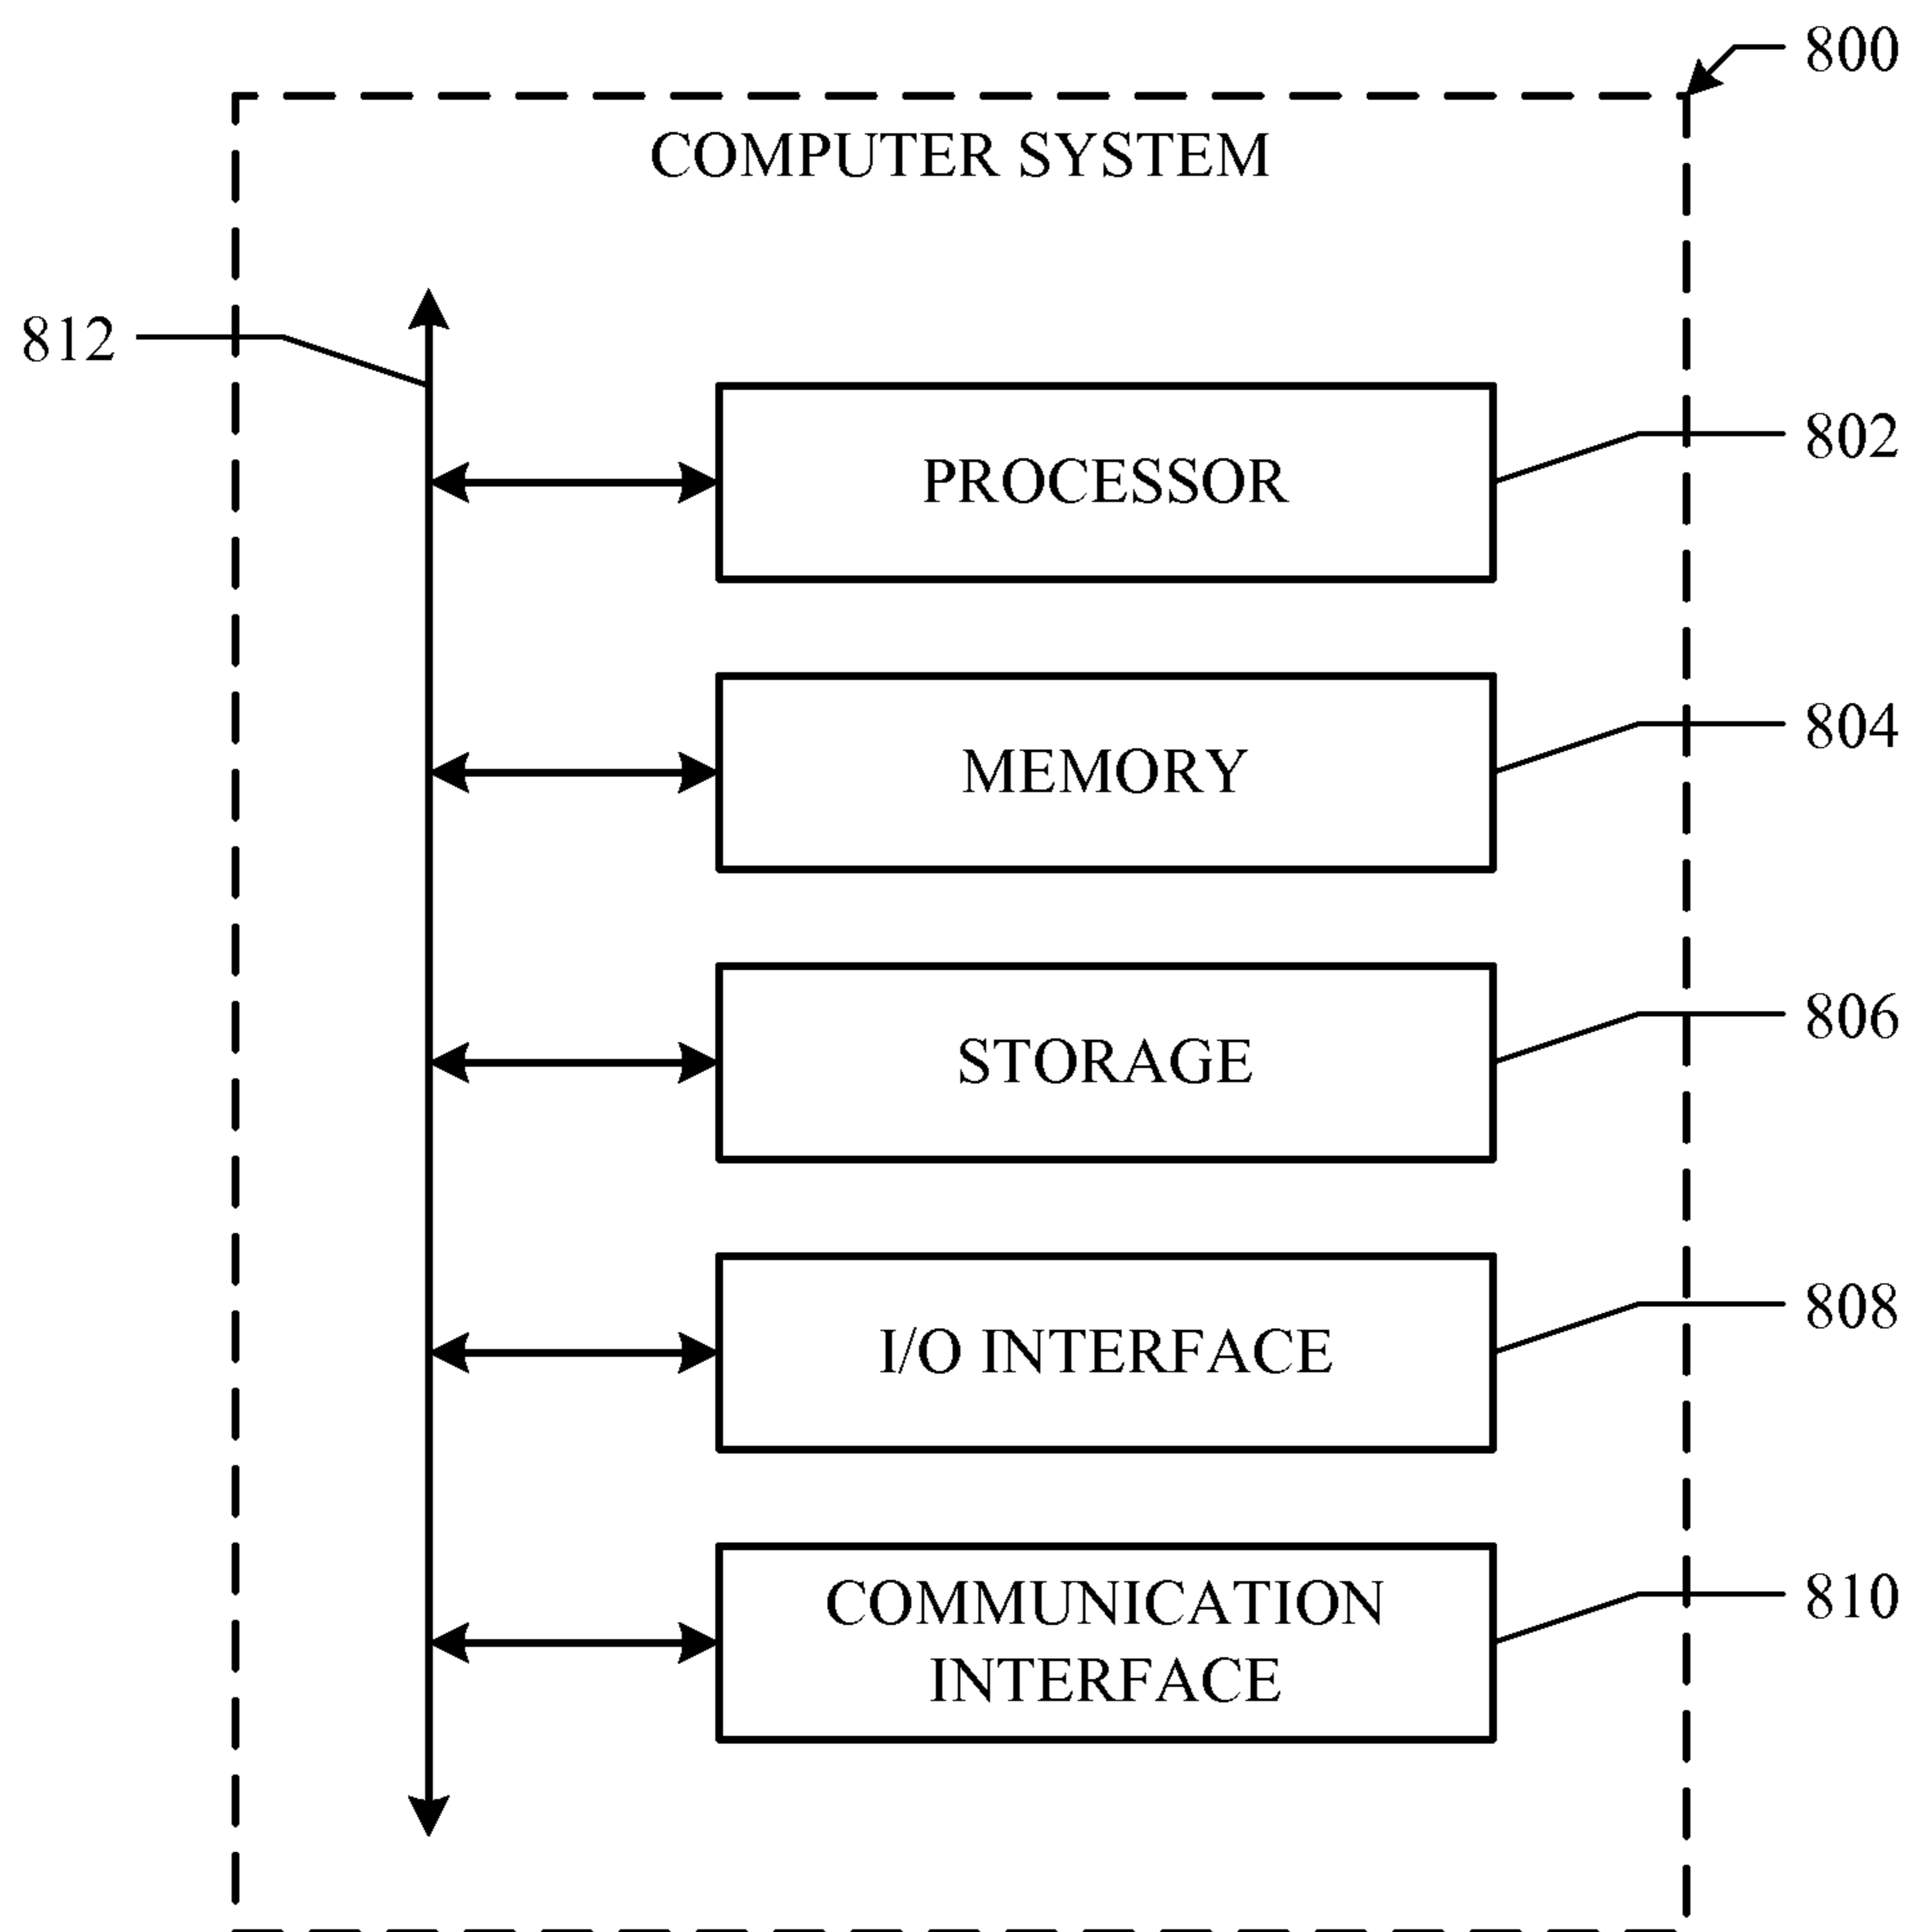 800
COMPUTER SYSTEM
812
802
PROCESSOR
804
MEMORY
806
STORAGE
808
I/O INTERFACE
810
COMMUNICATION
INTERFACE